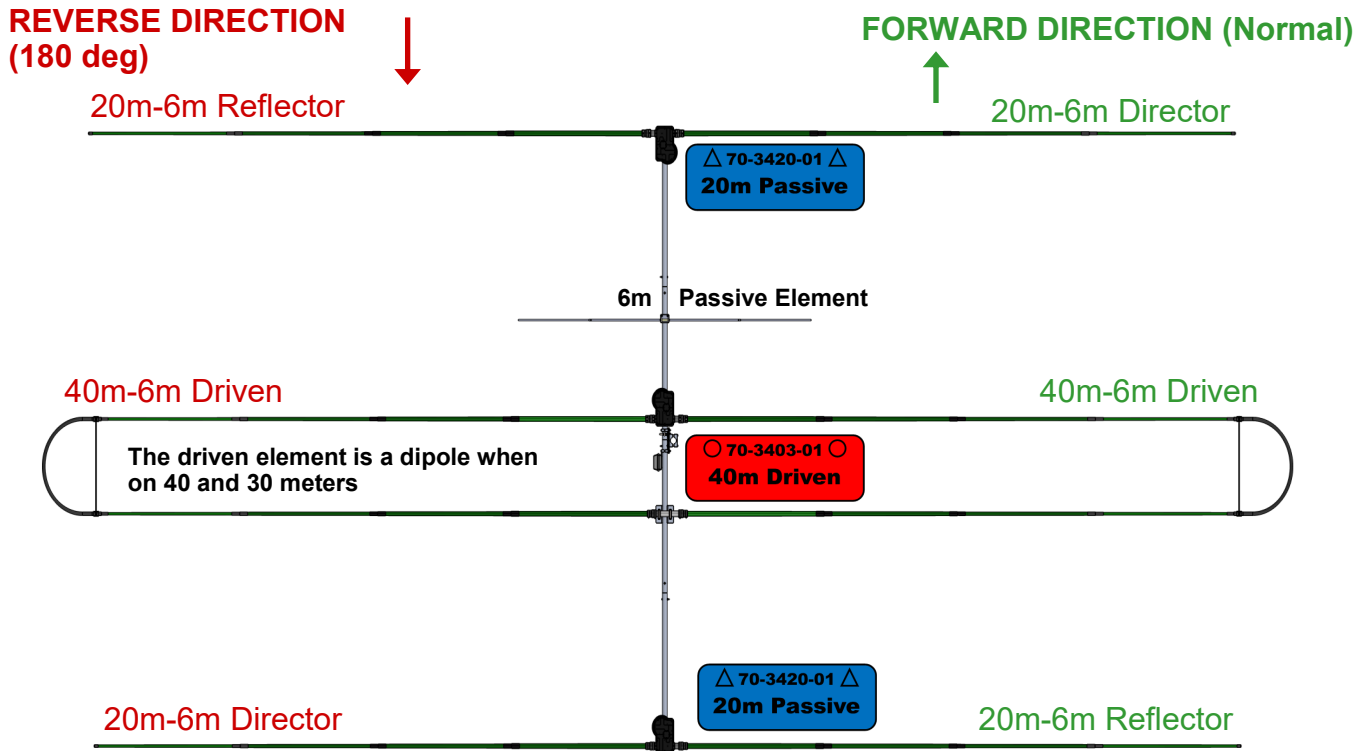 REVERSE DIRECTION
(180 deg)
FORWARD DIRECTION (Normal)
20m-6m Reflector
20m-6m Director
△ 70-3420-01 △
20m Passive
6m Passive Element
40m-6m Driven
40m-6m Driven
The driven element is a dipole when
on 40 and 30 meters
○ 70-3403-01 ○
40m Driven
△ 70-3420-01 △
20m Passive
20m-6m Director
20m-6m Reflector